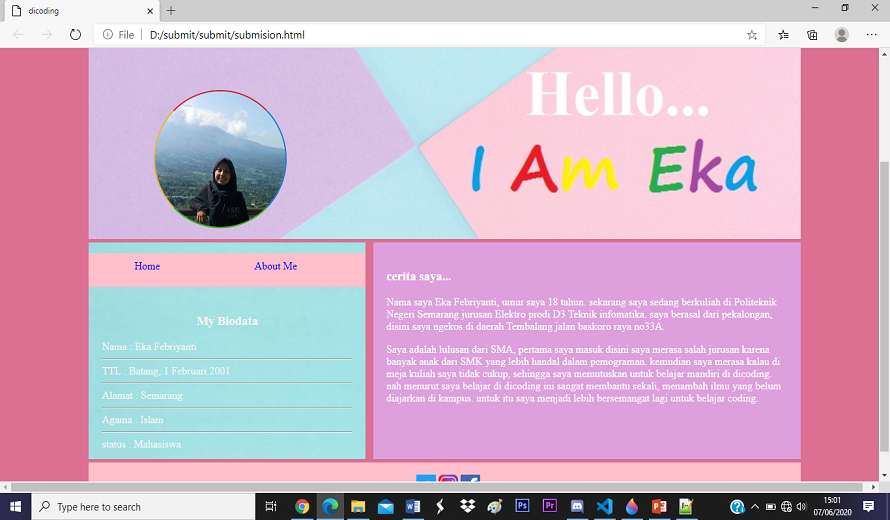 dicoding
File | D:/submit/submit/submision.html
Hello...
I Am Eka
Home About Me
My Biodata
Nama : Eka Febriyanti
TTL : Batang, 1 Februari 2001
Alamat : Semarang
Agama : Islam
status : Mahasiswa
cerita saya...
Nama saya Eka Febriyanti, umur saya 18 tahun. sekarang saya sedang berkuliah di Politeknik
Negeri Semarang jurusan Elektro prodi D3 Teknik infomatika. saya berasal dari pekalongan,
disini saya ngekos di daerah Tembalang jalan baskoro raya no33A.
Saya adalah lulusan dari SMA, pertama saya masuk disini saya merasa salah jurusan karena
banyak anak dari SMK yang lebih handal dalam pemograman. kemudian saya merasa kalau di
meja kuliah saya tidak cukup, sehingga saya memutuskan untuk belajar mandiri di dicoding.
nah menurut saya belajar di dicoding ini sangat membantu sekali, menambah ilmu yang belum
diajarkan di kampus. untuk itu saya menjadi lebih bersemangat lagi untuk belajar coding.
Type here to search
15:01
07/06/2020